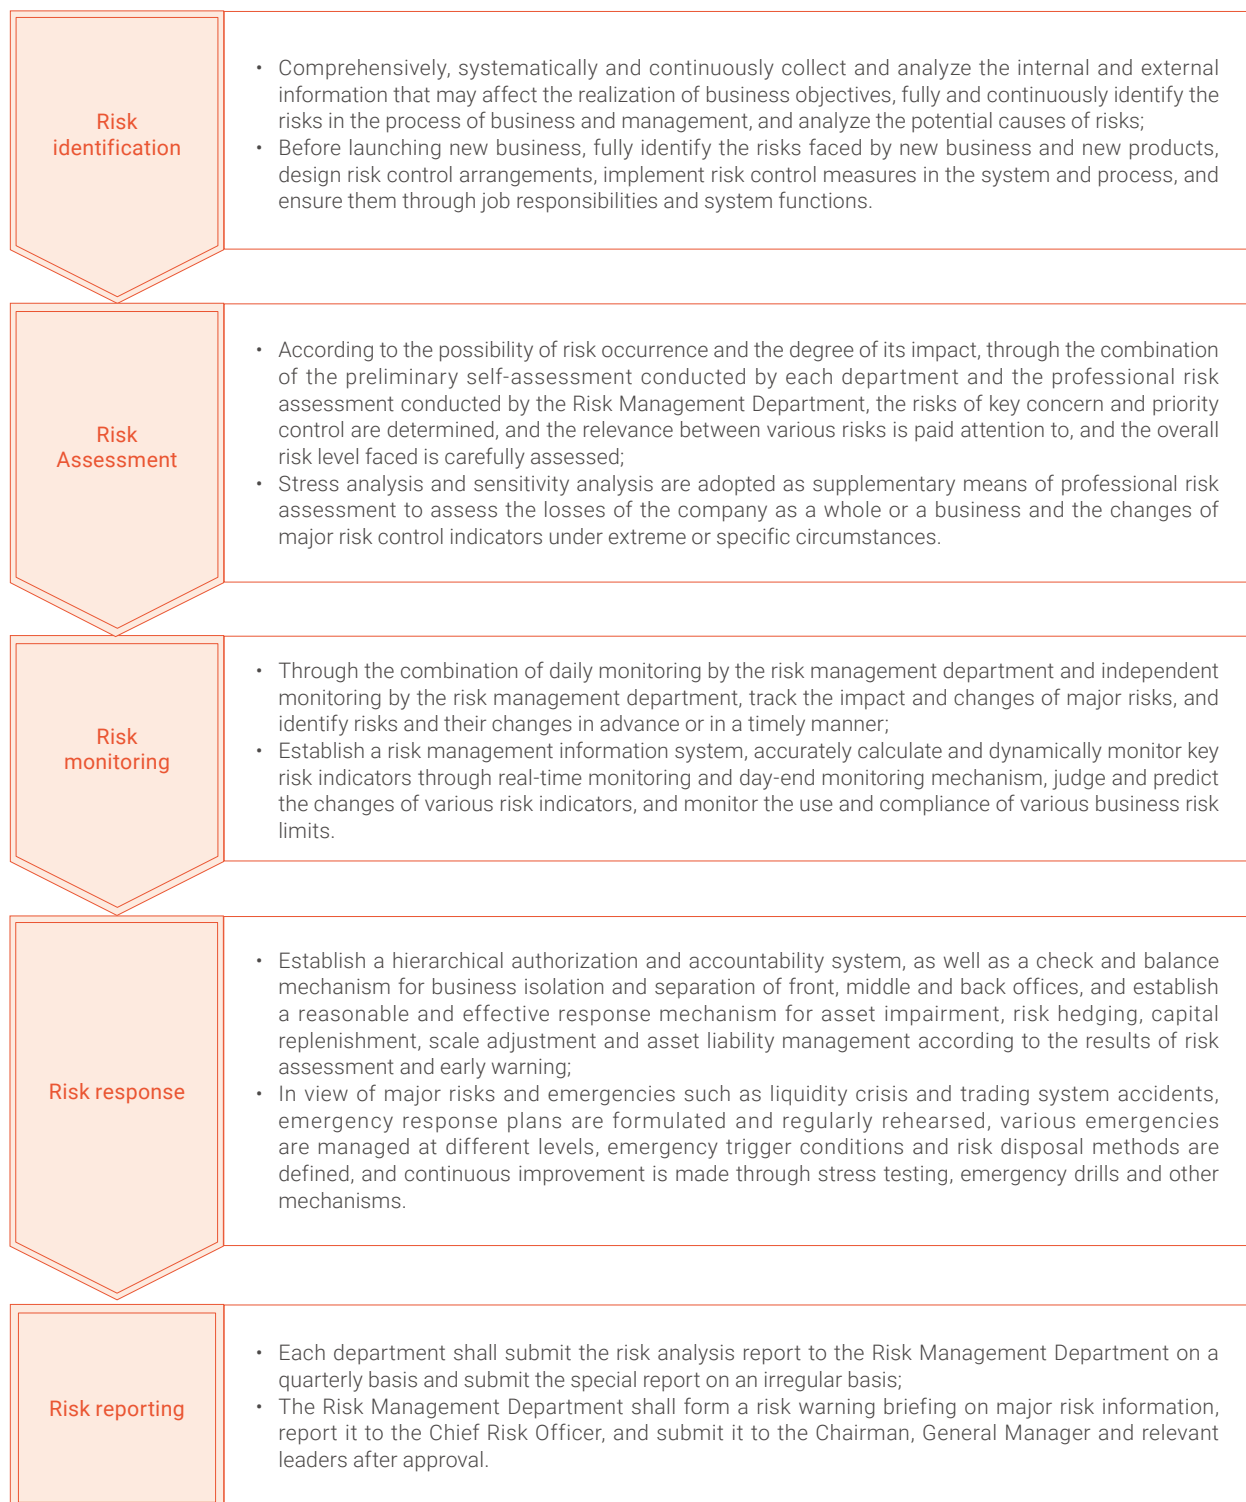 Risk
identification
• Comprehensively, systematically and continuously collect and analyze the internal and external
information that may affect the realization of business objectives, fully and continuously identify the
risks in the process of business and management, and analyze the potential causes of risks;
• Before launching new business, fully identify the risks faced by new business and new products,
design risk control arrangements, implement risk control measures in the system and process, and
ensure them through job responsibilities and system functions.
Risk
Assessment
• According to the possibility of risk occurrence and the degree of its impact, through the combination
of the preliminary self-assessment conducted by each department and the professional risk
assessment conducted by the Risk Management Department, the risks of key concern and priority
control are determined, and the relevance between various risks is paid attention to, and the overall
risk level faced is carefully assessed;
• Stress analysis and sensitivity analysis are adopted as supplementary means of professional risk
assessment to assess the losses of the company as a whole or a business and the changes of
major risk control indicators under extreme or specific circumstances.
Risk
monitoring
• Through the combination of daily monitoring by the risk management department and independent
monitoring by the risk management department, track the impact and changes of major risks, and
identify risks and their changes in advance or in a timely manner;
• Establish a risk management information system, accurately calculate and dynamically monitor key
risk indicators through real-time monitoring and day-end monitoring mechanism, judge and predict
the changes of various risk indicators, and monitor the use and compliance of various business risk
limits.
Risk response
• Establish a hierarchical authorization and accountability system, as well as a check and balance
mechanism for business isolation and separation of front, middle and back offices, and establish
a reasonable and effective response mechanism for asset impairment, risk hedging, capital
replenishment, scale adjustment and asset liability management according to the results of risk
assessment and early warning;
• In view of major risks and emergencies such as liquidity crisis and trading system accidents,
emergency response plans are formulated and regularly rehearsed, various emergencies
are managed at different levels, emergency trigger conditions and risk disposal methods are
defined, and continuous improvement is made through stress testing, emergency drills and other
mechanisms.
Risk reporting
• Each department shall submit the risk analysis report to the Risk Management Department on a
quarterly basis and submit the special report on an irregular basis;
• The Risk Management Department shall form a risk warning briefing on major risk information,
report it to the Chief Risk Officer, and submit it to the Chairman, General Manager and relevant
leaders after approval.